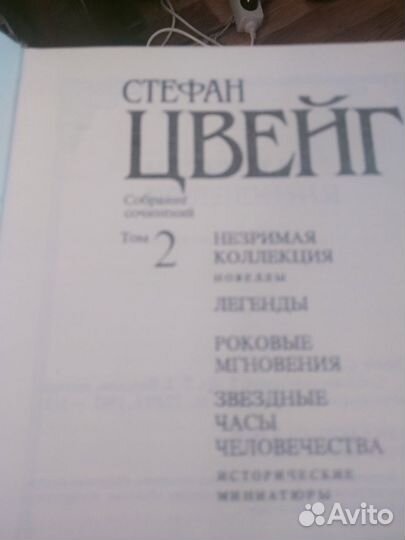 СТЕФАН
ЦВЕЙГ
Собрание
сочинений
Том 2
НЕЗРИМАЯ
КОЛЛЕКЦИЯ
НОВЕЛЛЫ
ЛЕГЕНДЫ
РОКОВЫЕ
МГНОВЕНИЯ
ЗВЕЗДНЫЕ
ЧАСЫ
ЧЕЛОВЕЧЕСТВА
ИСТОРИЧЕСКИЕ
МИНИАТЮРЫ
Avito